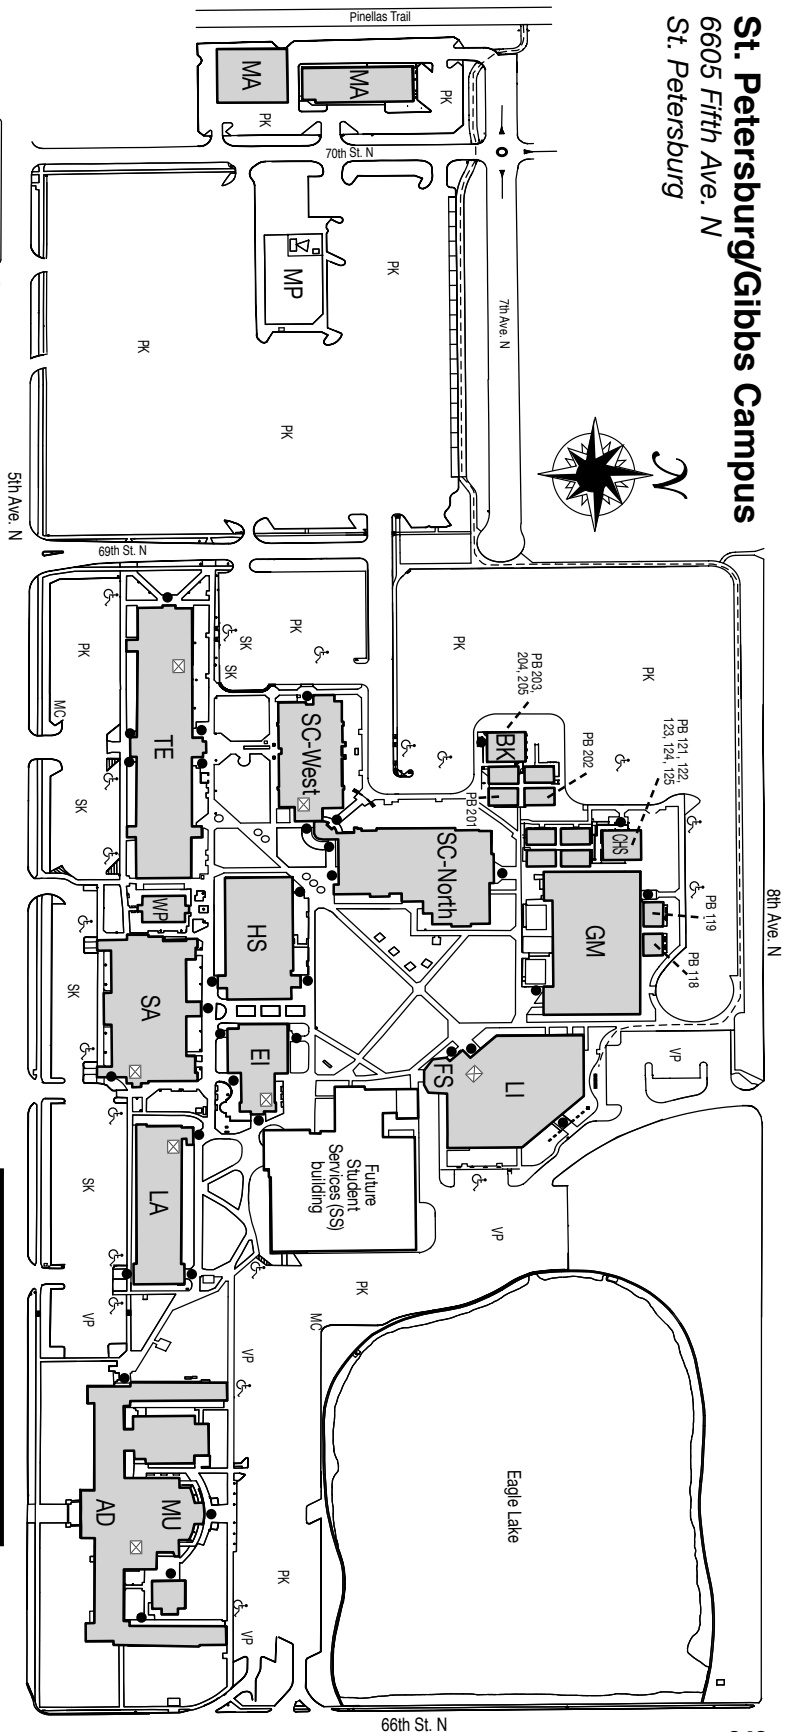 St. Petersburg/Gibbs Campus
6605 Fifth Ave. N
St. Petersburg
N
Pinellas Trail
MA
MA
PK
PK
70th St. N
7th Ave. N
MP
PK
PK
PK
5th Ave. N
69th St. N
8th Ave. N
PK
PK
PB 203,
204, 205
PB 202
PB 201
PB 121, 122,
123, 124, 125
PB 119
PB 118
BK
CHS
GM
PK
SK
SK
PK
MC
SK
TE
SC-West
SC-North
WP
HS
SA
SK
EI
FS
LI
VP
Future
Student
Services (SS)
building
VP
LA
SK
VP
PK
MC
VP
Eagle Lake
AD
MU
PK
VP
66th St. N